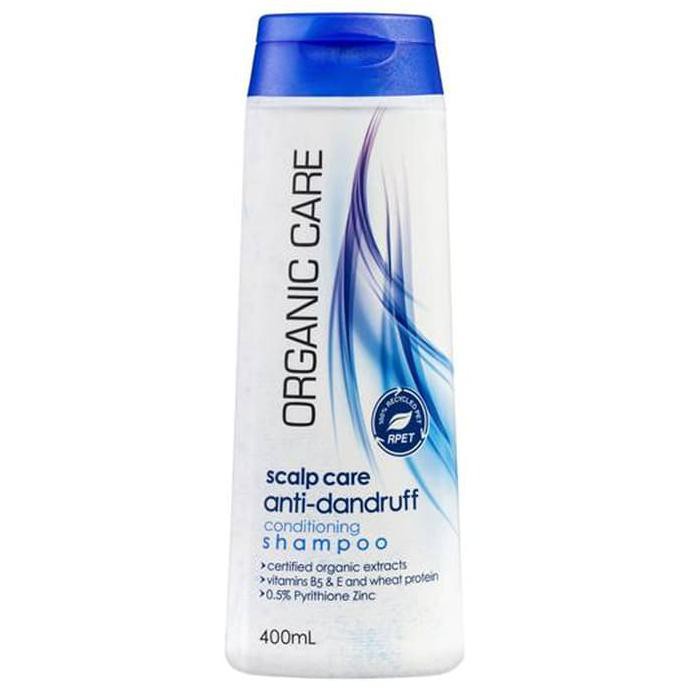 ORGANIC CARE
100% RECYCLED PET
RPET
scalp care
anti-dandruff
conditioning
shampoo
>certified organic extracts
>vitamins B5 & E and wheat protein
>0.5% Pyrithione Zinc
400mL